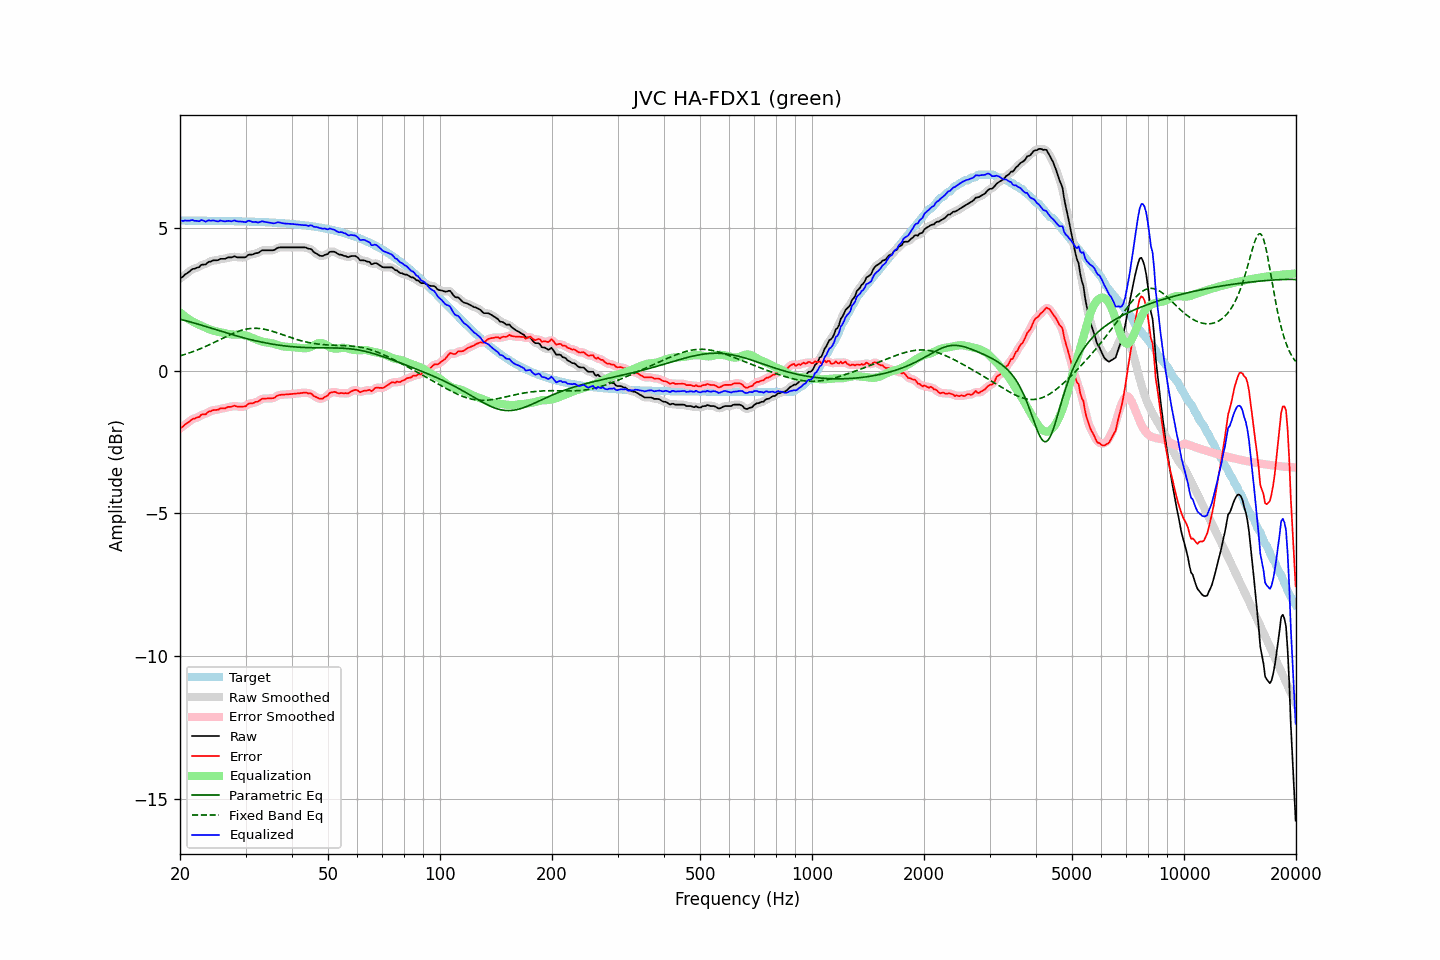 JVC HA-FDX1 (green)
Amplitude (dBr)
5
0
−5
−10
−15
Target
Raw Smoothed
Error Smoothed
Raw
Error
Equalization
Parametric Eq
Fixed Band Eq
Equalized
20 50 100 200 500 1000 2000 5000 10000 20000
Frequency (Hz)